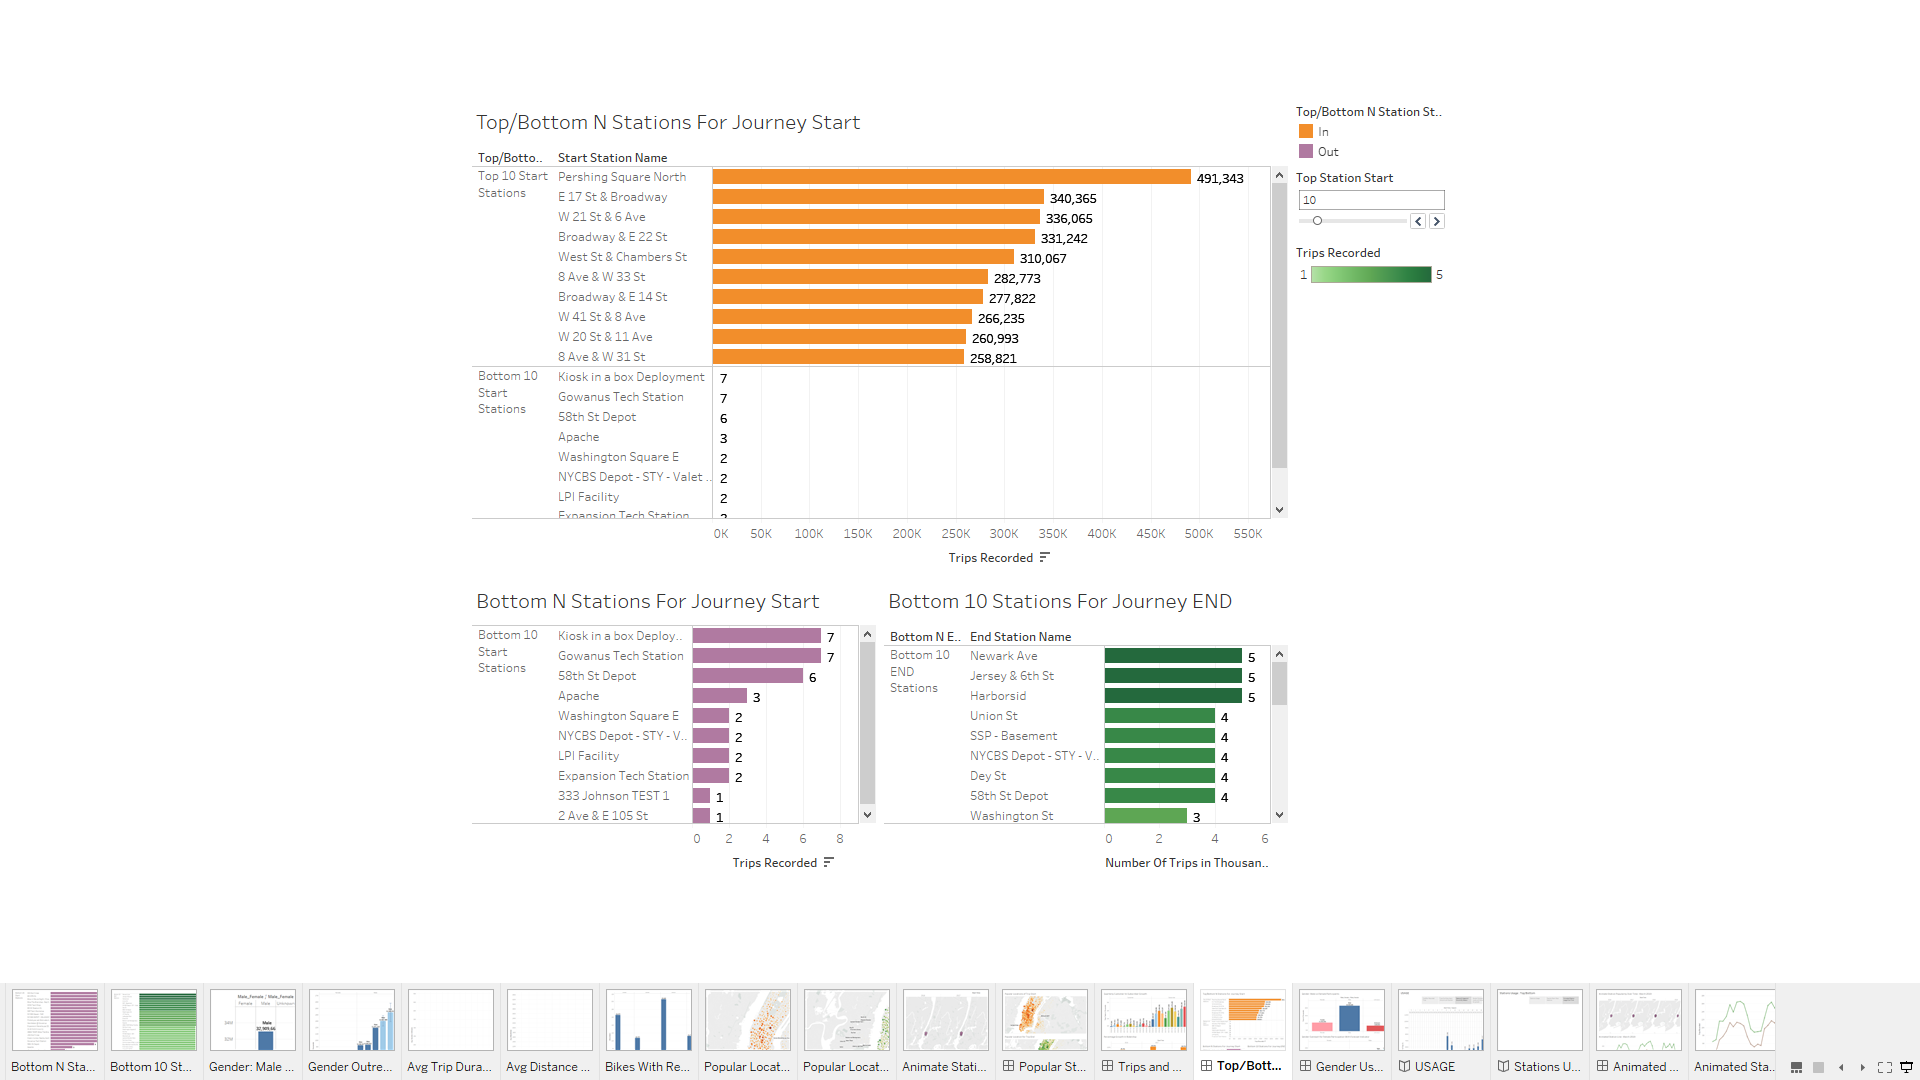 Top/Bottom N Stations For Journey Start
Top/Botto..
Start Station Name
Top 10 Start
Stations
Pershing Square North
491,343
E 17 St & Broadway
340,365
W 21 St & 6 Ave
336,065
Broadway & E 22 St
331,242
West St & Chambers St
310,067
8 Ave & W 33 St
282,773
Broadway & E 14 St
277,822
W 41 St & 8 Ave
266,235
W 20 St & 11 Ave
260,993
8 Ave & W 31 St
258,821
Bottom 10
Start
Stations
Kiosk in a box Deployment
7
Gowanus Tech Station
7
58th St Depot
6
Apache
3
Washington Square E
2
NYCBS Depot - STY - Valet ..
2
LPI Facility
2
Expansion Tech Station
2
0K 50K 100K 150K 200K 250K 300K 350K 400K 450K 500K 550K
Trips Recorded
Top/Bottom N Station St..
In
Out
Top Station Start
10
Trips Recorded
1 5
Bottom N Stations For Journey Start
Bottom 10
Start
Stations
Kiosk in a box Deploy..
7
Gowanus Tech Station
7
58th St Depot
6
Apache
3
Washington Square E
2
NYCBS Depot - STY - V..
2
LPI Facility
2
Expansion Tech Station
2
333 Johnson TEST 1
1
2 Ave & E 105 St
1
0 2 4 6 8
Trips Recorded
Bottom 10 Stations For Journey END
Bottom N E..
End Station Name
Bottom 10
END
Stations
Newark Ave
5
Jersey & 6th St
5
Harborsid
5
Union St
4
SSP - Basement
4
NYCBS Depot - STY - V..
4
Dey St
4
58th St Depot
4
Washington St
3
0 2 4 6
Number Of Trips in Thousan..
Bottom N Sta...
Bottom 10 St...
Gender: Male ...
Gender Outre...
Avg Trip Dura...
Avg Distance ...
Bikes With Re...
Popular Locat...
Popular Locat...
Animate Stati...
Popular St...
Trips and ...
Top/Bott...
Gender Us...
USAGE
Stations U...
Animated ...
Animated Sta...